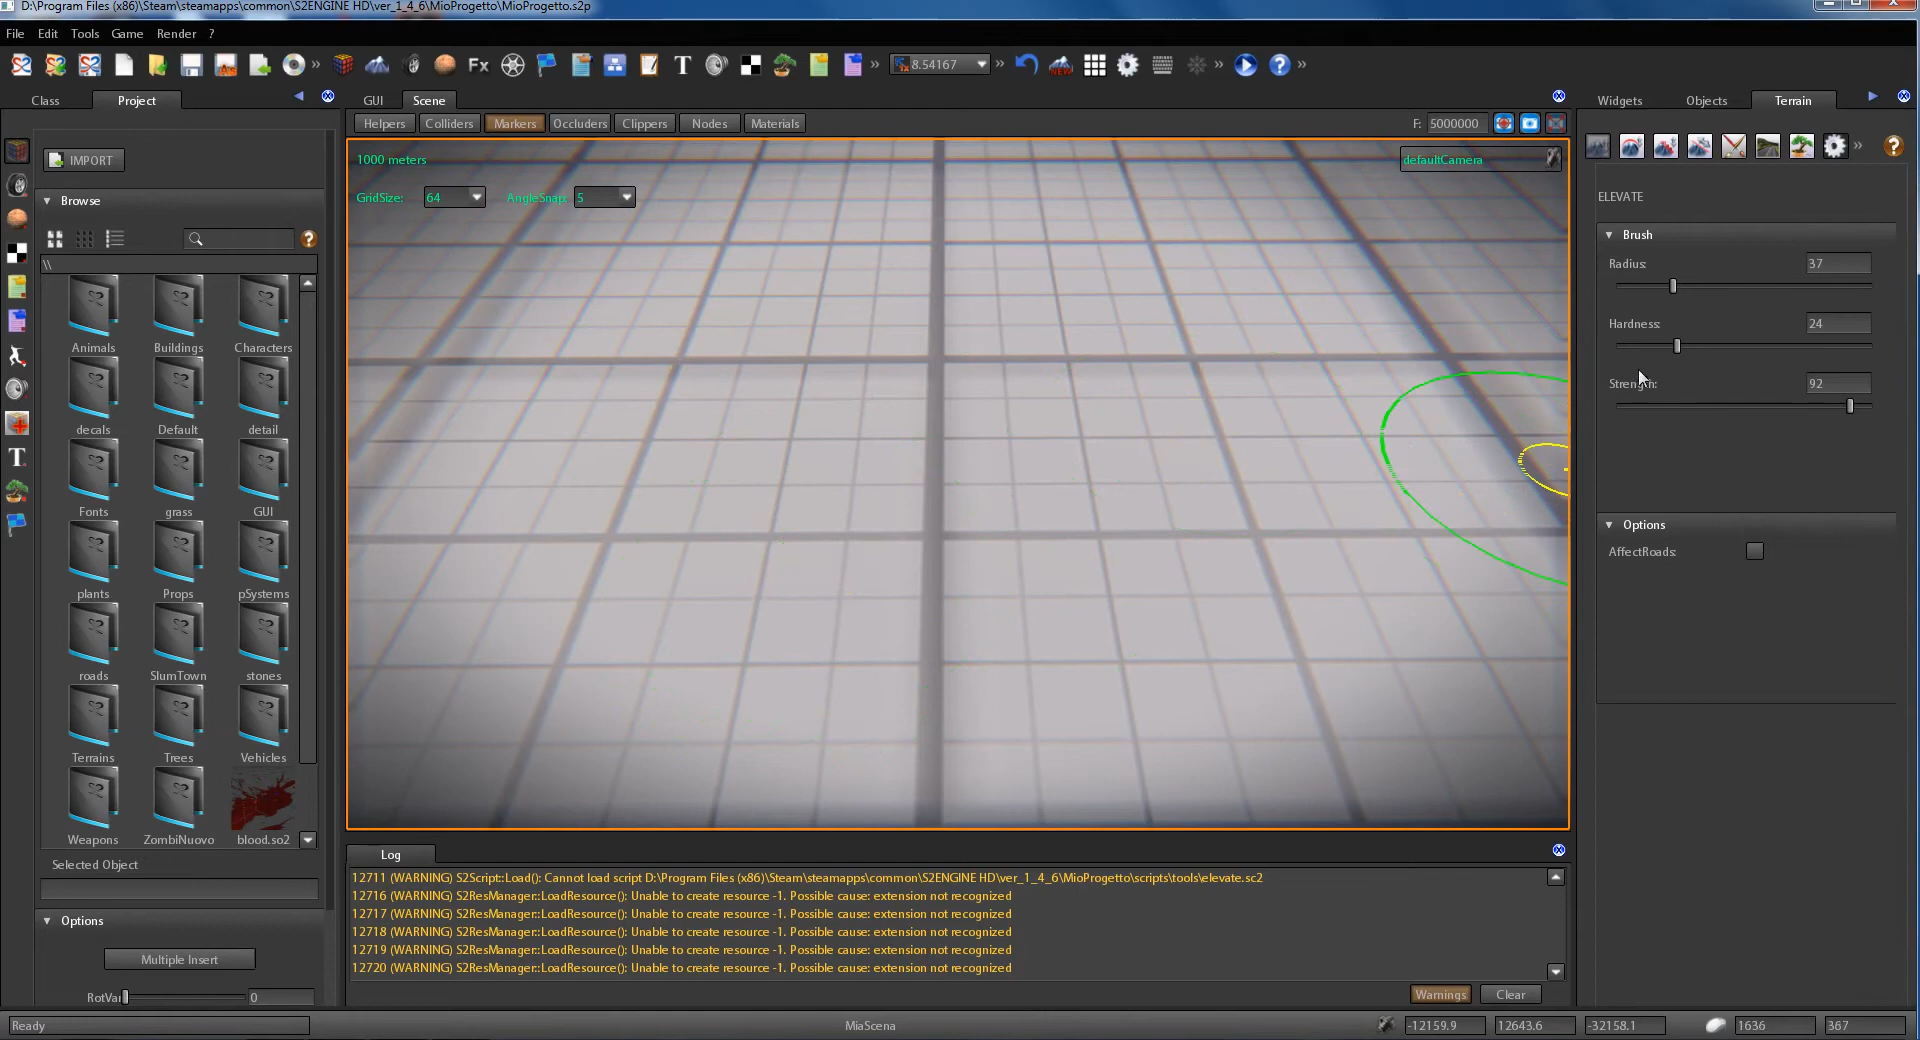 D:\Program Files (x86)\Steam\steamapps\common\S2ENGINE HD\ver_1_4_6\MioProgetto\MioProgetto.s2p
File Edit Tools Game Render ?
Fx T 8.54167
Class Project
GUI Scene
Widgets Objects Terrain
Helpers Colliders Markers Occluders Clippers Nodes Materials
F: 5000000
IMPORT
1000 meters
defaultCamera
GridSize: 64 AngleSnap: 5
ELEVATE
Browse
\\
Brush
Radius: 37
Hardness: 24
Strength: 92
Options
AffectRoads:
Animals Buildings Characters
decals Default detail
Fonts grass GUI
plants Props pSystems
roads SlumTown stones
Terrains Trees Vehicles
Weapons ZombiNuovo blood.so2
Selected Object
Options
Multiple Insert
RotVar 0
Log
12711 (WARNING) S2Script::Load(): Cannot load script D:\Program Files (x86)\Steam\steamapps\common\S2ENGINE HD\ver_1_4_6\MioProgetto\scripts\tools\elevate.sc2
12716 (WARNING) S2ResManager::LoadResource(): Unable to create resource -1. Possible cause: extension not recognized
12717 (WARNING) S2ResManager::LoadResource(): Unable to create resource -1. Possible cause: extension not recognized
12718 (WARNING) S2ResManager::LoadResource(): Unable to create resource -1. Possible cause: extension not recognized
12719 (WARNING) S2ResManager::LoadResource(): Unable to create resource -1. Possible cause: extension not recognized
12720 (WARNING) S2ResManager::LoadResource(): Unable to create resource -1. Possible cause: extension not recognized
Warnings Clear
Ready
MiaScena
-12159.9 12643.6 -32158.1 1636 367